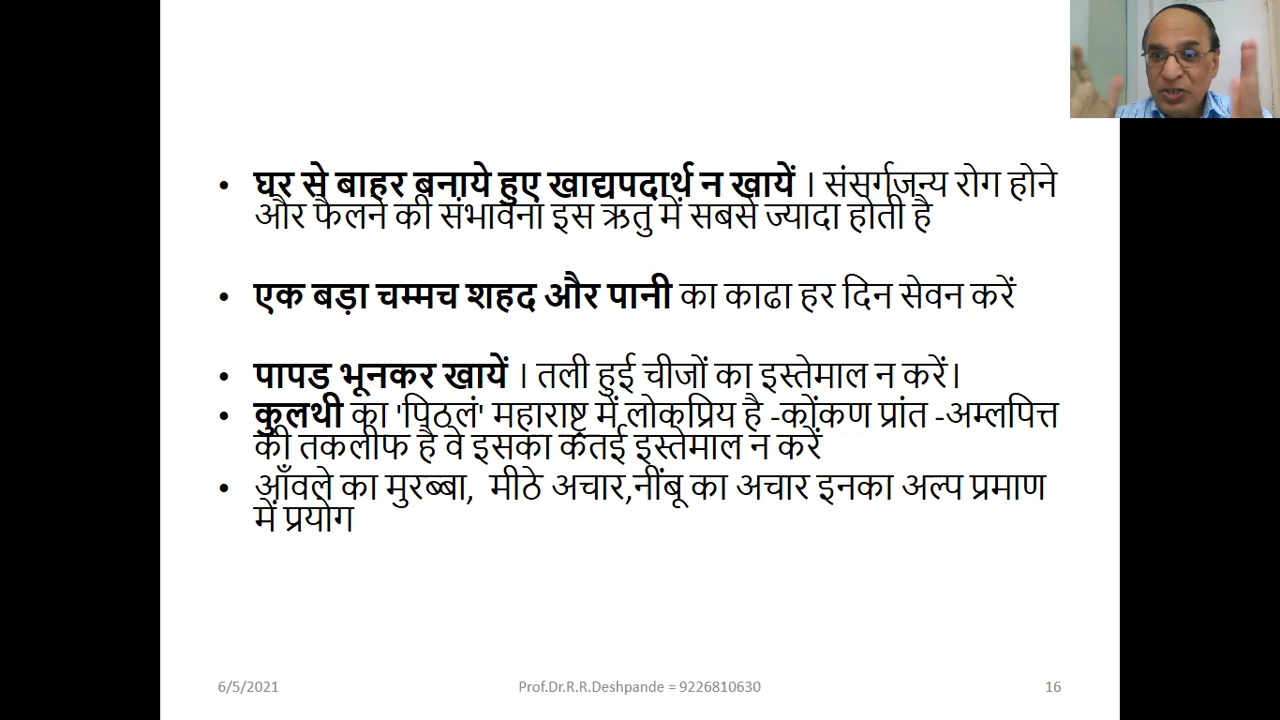 • घर से बाहर बनाये हुए खाद्यपदार्थ न खायें । संसर्गजन्य रोग होने
और फैलने की संभावना इस ऋतु में सबसे ज्यादा होती है
• एक बड़ा चम्मच शहद और पानी का काढा हर दिन सेवन करें
• पापड भूनकर खायें । तली हुई चीजों का इस्तेमाल न करें।
• कुलथी का 'पिठलं' महाराष्ट्र में लोकप्रिय है -कोंकण प्रांत -अम्लपित्त
की तकलीफ है वे इसका कतई इस्तेमाल न करें
• आँवले का मुरब्बा, मीठे अचार,नींबू का अचार इनका अल्प प्रमाण
में प्रयोग
6/5/2021 Prof.Dr.R.R.Deshpande = 9226810630 16